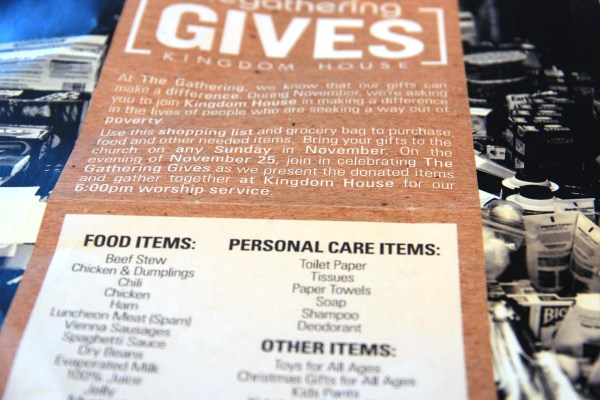 thegathering
[GIVES]
KINGDOM HOUSE
At The Gathering, we know that our gifts can
make a difference. During November, we're asking
you to join Kingdom House in making a difference
in the lives of people who are seeking a way out of
poverty.
Use this shopping list and grocery bag to purchase
food and other needed items. Bring your gifts to the
church on any Sunday in November. On the
evening of November 25, join in celebrating The
Gathering Gives as we present the donated items
and gather together at Kingdom House for our
6:00pm worship service.
FOOD ITEMS:
Beef Stew
Chicken & Dumplings
Chili
Chicken
Ham
Luncheon Meat (Spam)
Vienna Sausages
Spaghetti Sauce
Dry Beans
Evaporated Milk
100% Juice
Jelly
PERSONAL CARE ITEMS:
Toilet Paper
Tissues
Paper Towels
Soap
Shampoo
Deodorant
OTHER ITEMS:
Toys for All Ages
Christmas Gifts for All Ages
Kids Pants